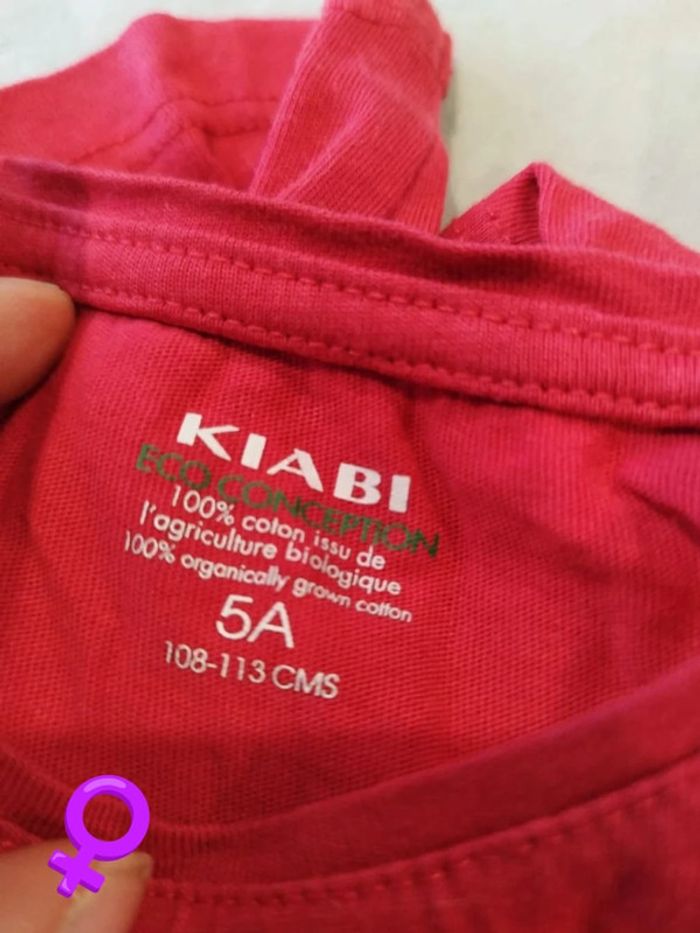 KIABI
ECO CONCEPTION
100% coton issu de
l'agriculture biologique
100% organically grown cotton
5A
108-113 CMS